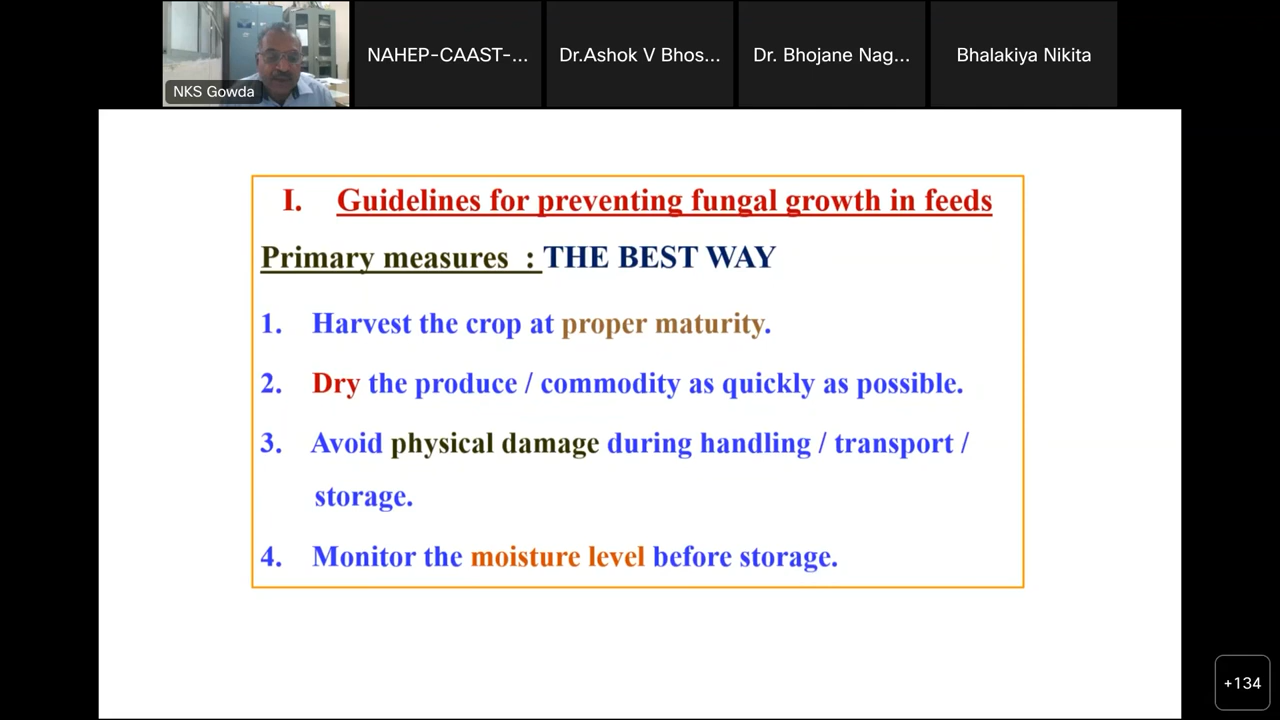 NKS Gowda
NAHEP-CAAST-...
Dr.Ashok V Bhos...
Dr. Bhojane Nag...
Bhalakiya Nikita
I. Guidelines for preventing fungal growth in feeds
Primary measures : THE BEST WAY
1. Harvest the crop at proper maturity.
2. Dry the produce / commodity as quickly as possible.
3. Avoid physical damage during handling / transport /
storage.
4. Monitor the moisture level before storage.
+134